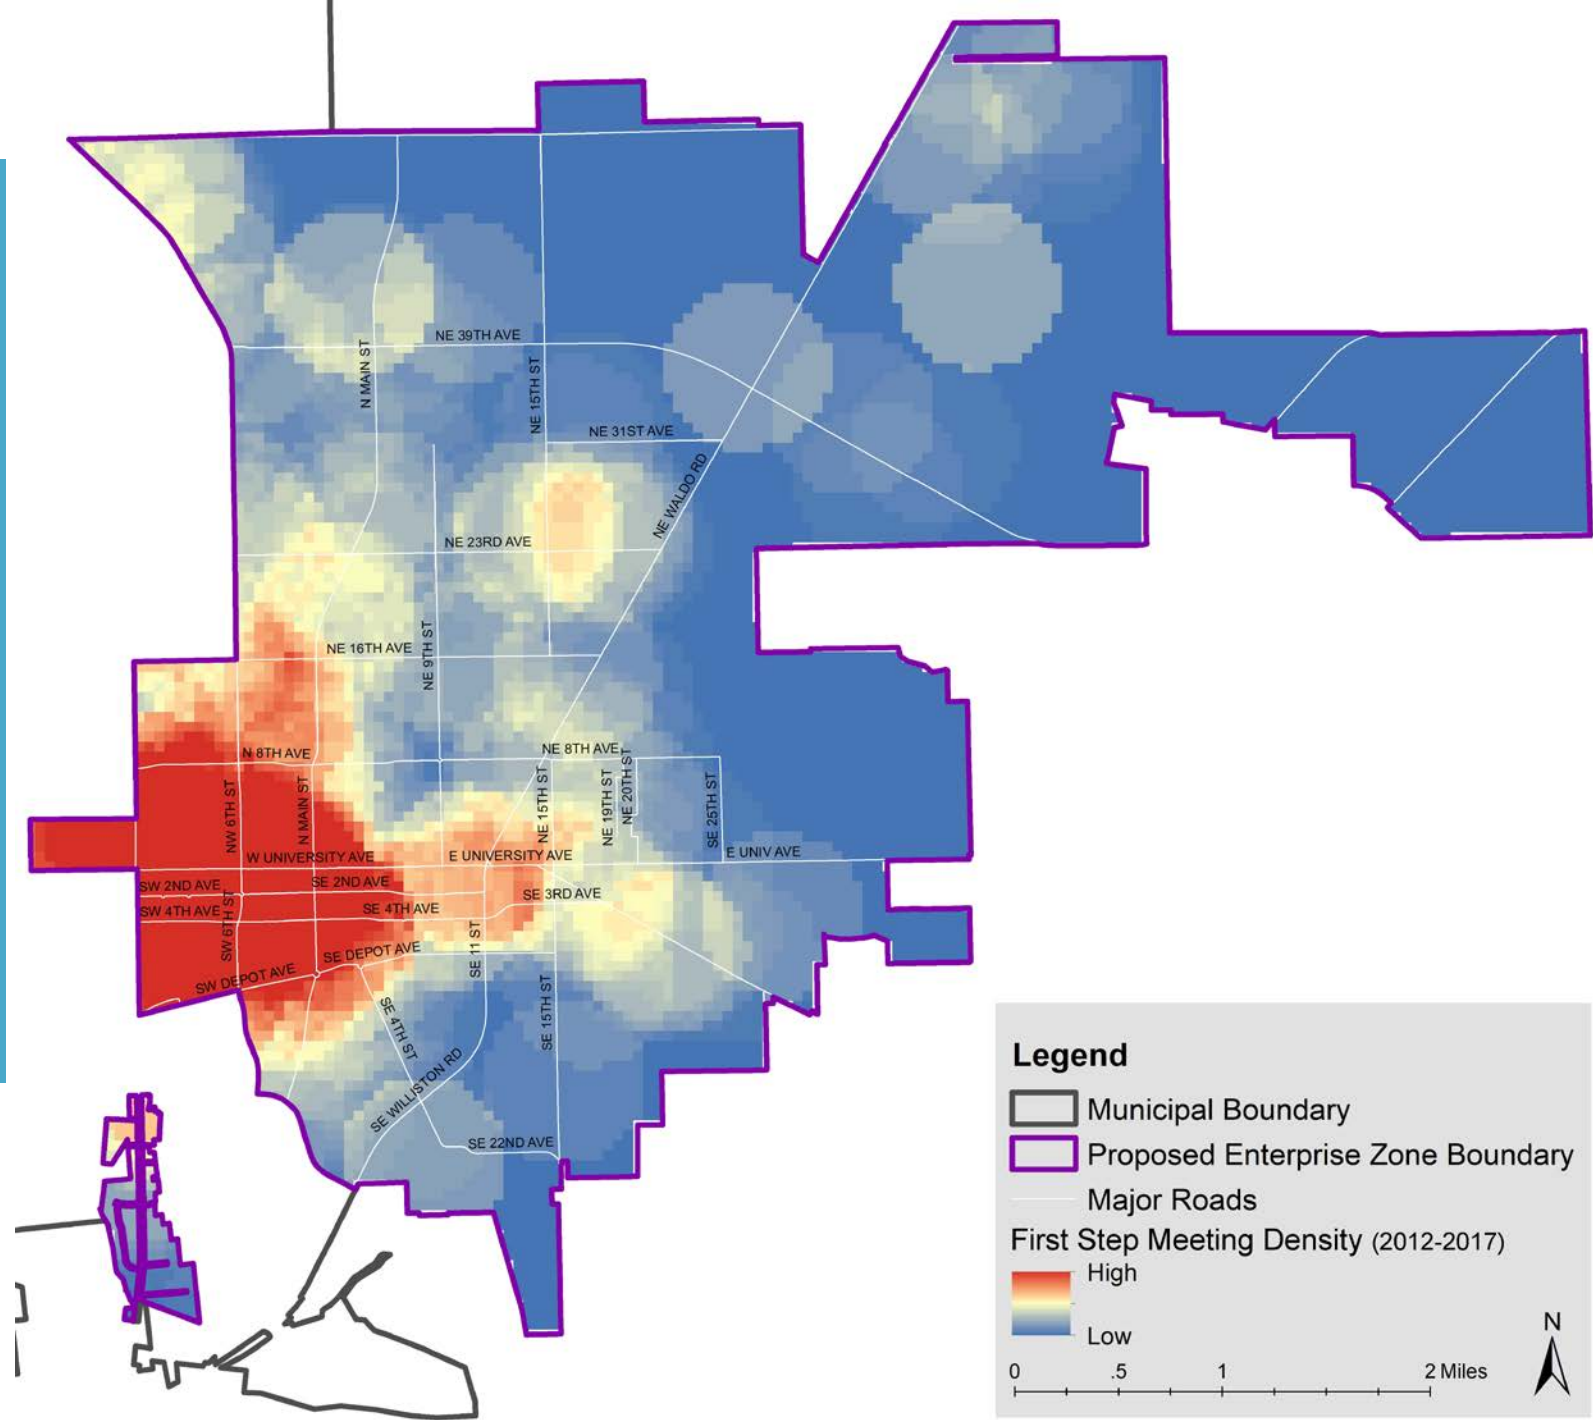 NE 39TH AVE
N MAIN ST
NE 15TH ST
NE 31ST AVE
NE WALDO RD
NE 23RD AVE
NE 16TH AVE
NE 9TH ST
N 8TH AVE
NE 8TH AVE
NW 6TH ST
N MAIN ST
NE 15TH ST
NE 19TH ST
NE 20TH ST
SE 25TH ST
W UNIVERSITY AVE
E UNIVERSITY AVE
E UNIV AVE
SW 2ND AVE
SE 2ND AVE
SE 3RD AVE
SW 4TH AVE
SE 4TH AVE
SW 6TH ST
SE 11 ST
SE DEPOT AVE
SW DEPOT AVE
SE 4TH ST
SE 15TH ST
SE WILLISTON RD
SE 22ND AVE
Legend
Municipal Boundary
Proposed Enterprise Zone Boundary
Major Roads
First Step Meeting Density (2012-2017)
High
Low
N
0 .5 1 2 Miles